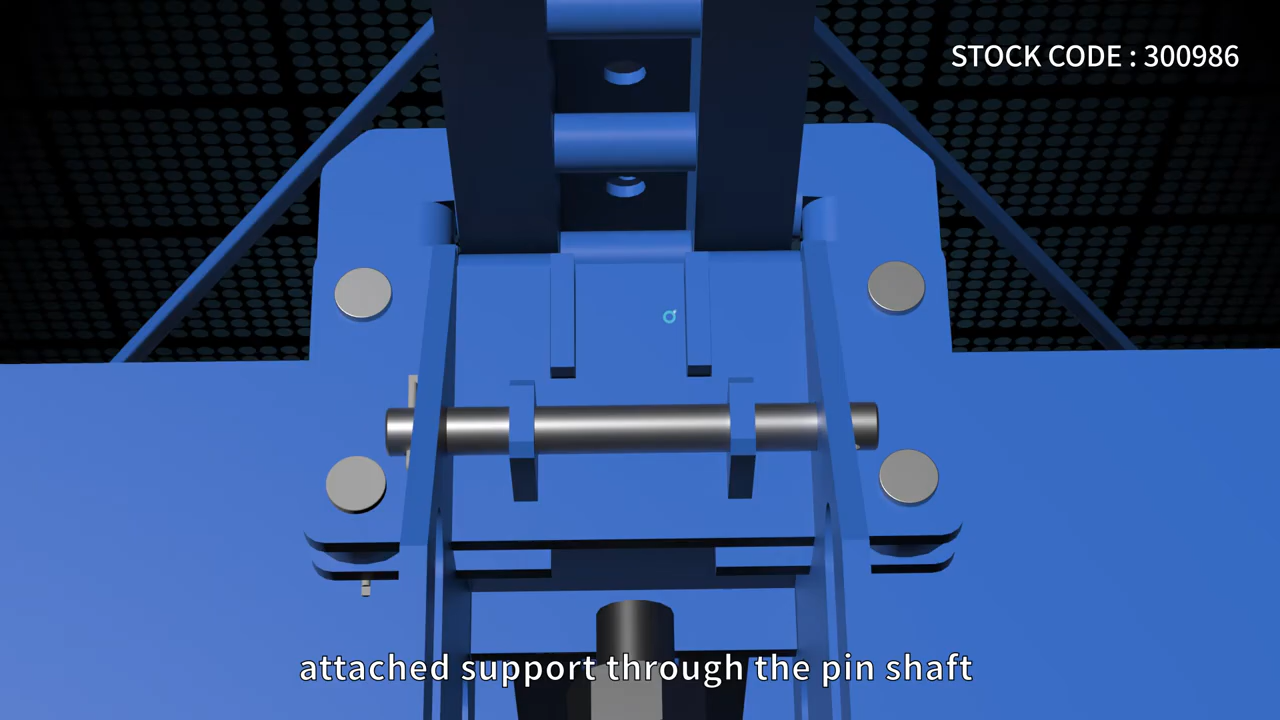 STOCK CODE : 300986
attached support through the pin shaft